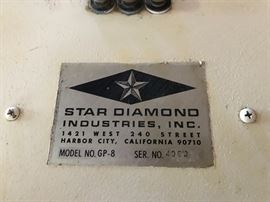 STAR DIAMOND
INDUSTRIES, INC.
1421 WEST 240 STREET
HARBOR CITY, CALIFORNIA 90710
MODEL NO. GP-8 SER. NO.